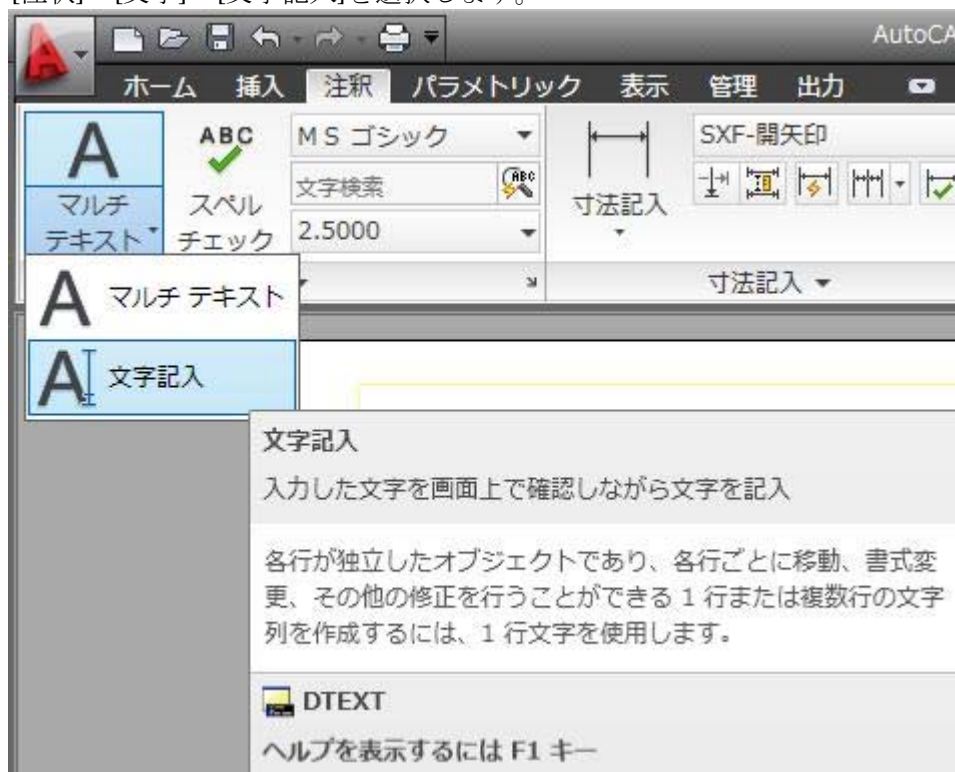 AutoCA
ホーム 挿入 注釈 パラメトリック 表示 管理 出力
A ABC MS ゴシック SXF-開矢印
文字検索 ABC
マルチ テキスト スペル チェック 2.5000 寸法記入
寸法記入
A マルチ テキスト
A 文字記入
文字記入
入力した文字を画面上で確認しながら文字を記入
各行が独立したオブジェクトであり、各行ごとに移動、書式変
更、その他の修正を行うことができる 1 行または複数行の文字
列を作成するには、1 行文字を使用します。
DTEXT
ヘルプを表示するには F1 キー